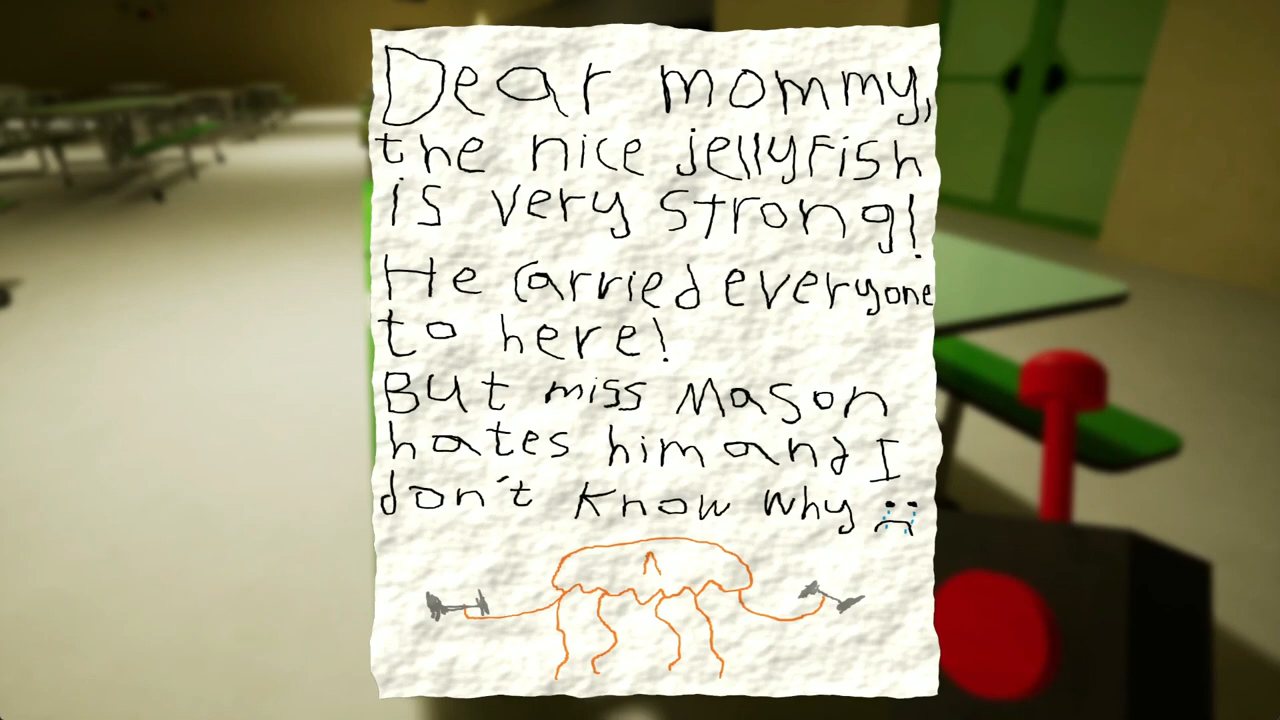 Dear mommy,
the nice jellyfish
is very strong!
He carried everyone
to here!
But miss Mason
hates him and I
don't know why